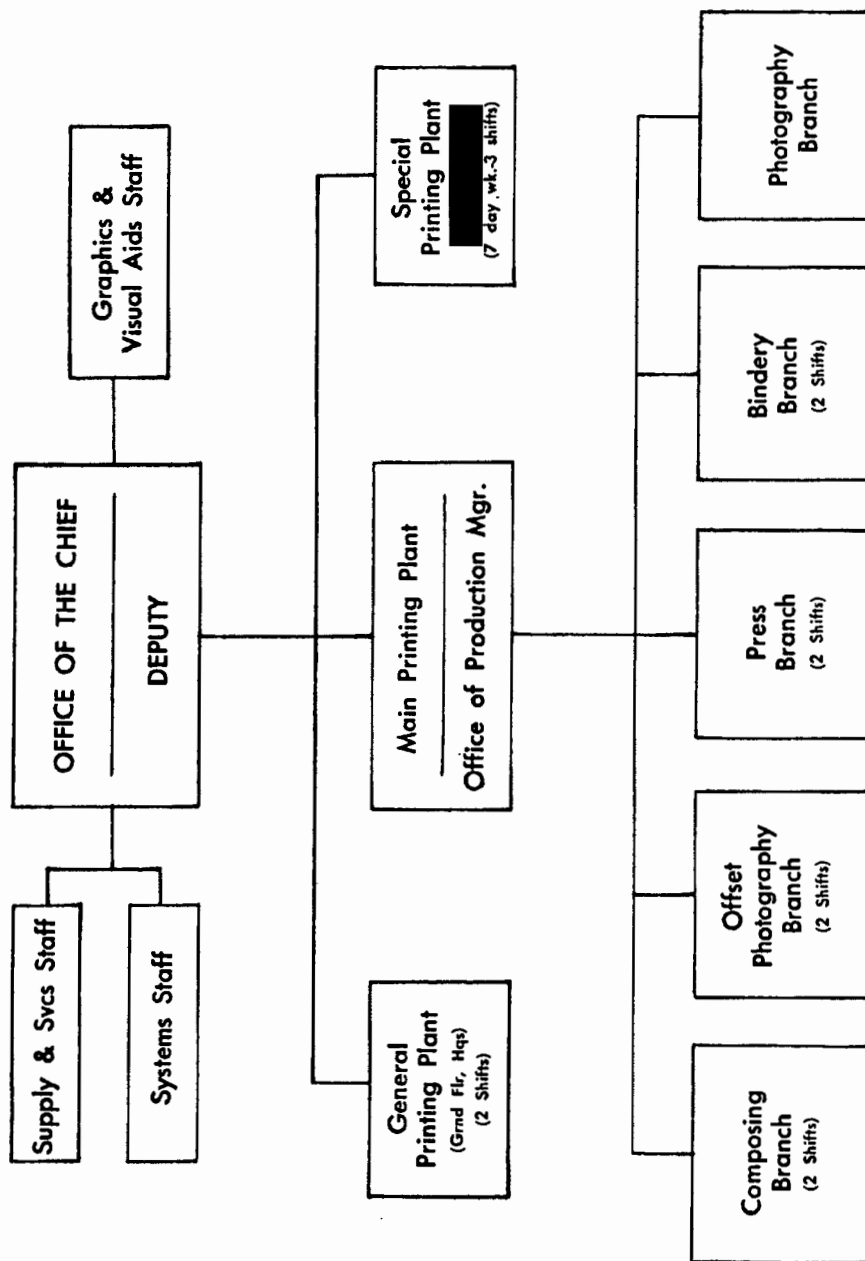 Supply & Svcs Staff
Systems Staff
OFFICE OF THE CHIEF
DEPUTY
Graphics &
Visual Aids Staff
General
Printing Plant
(Grnd Flr, Hqs)
(2 Shifts)
Main Printing Plant
Office of Production Mgr.
Special
Printing Plant
(7 day .wk.-3 shifts)
Composing
Branch
(2 Shifts)
Offset
Photography
Branch
(2 Shifts)
Press
Branch
(2 Shifts)
Bindery
Branch
(2 Shifts)
Photography
Branch